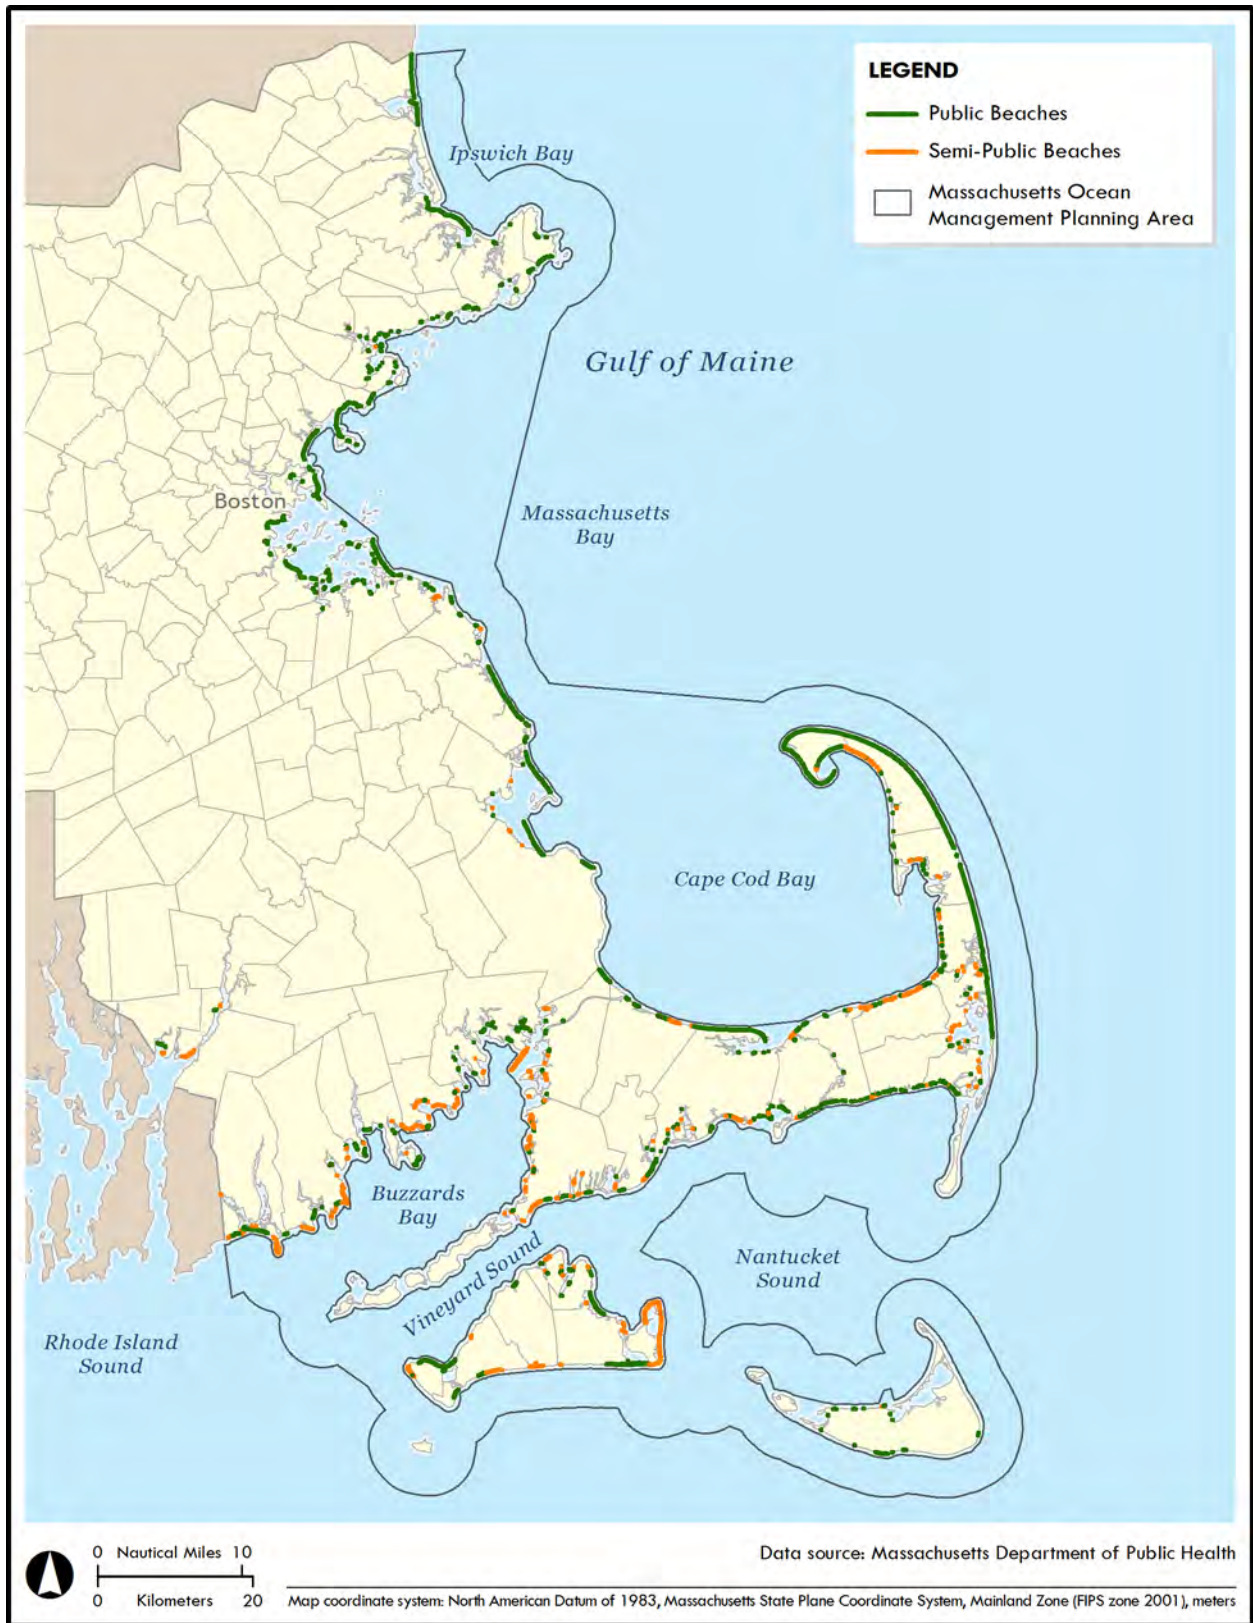 LEGEND
Public Beaches
Semi-Public Beaches
Massachusetts Ocean
Management Planning Area
Ipswich Bay
Gulf of Maine
Boston
Massachusetts
Bay
Cape Cod Bay
Buzzards
Bay
Vineyard Sound
Nantucket
Sound
Rhode Island
Sound
0 Nautical Miles 10
0 Kilometers 20
Data source: Massachusetts Department of Public Health
Map coordinate system: North American Datum of 1983, Massachusetts State Plane Coordinate System, Mainland Zone (FIPS zone 2001), meters